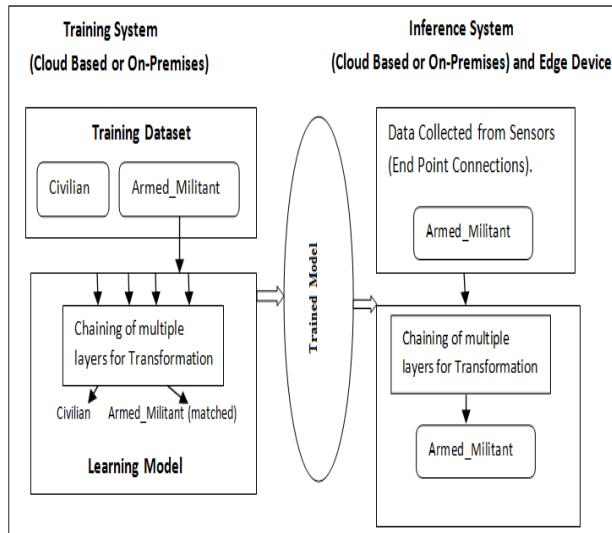 Training System
(Cloud Based or On-Premises)
Training Dataset
Civilian
Armed_Militant
Chaining of multiple
layers for Transformation
Civilian
Armed_Militant (matched)
Learning Model
Trained Model
Inference System
(Cloud Based or On-Premises) and Edge Device
Data Collected from Sensors
(End Point Connections).
Armed_Militant
Chaining of multiple
layers for Transformation
Armed_Militant